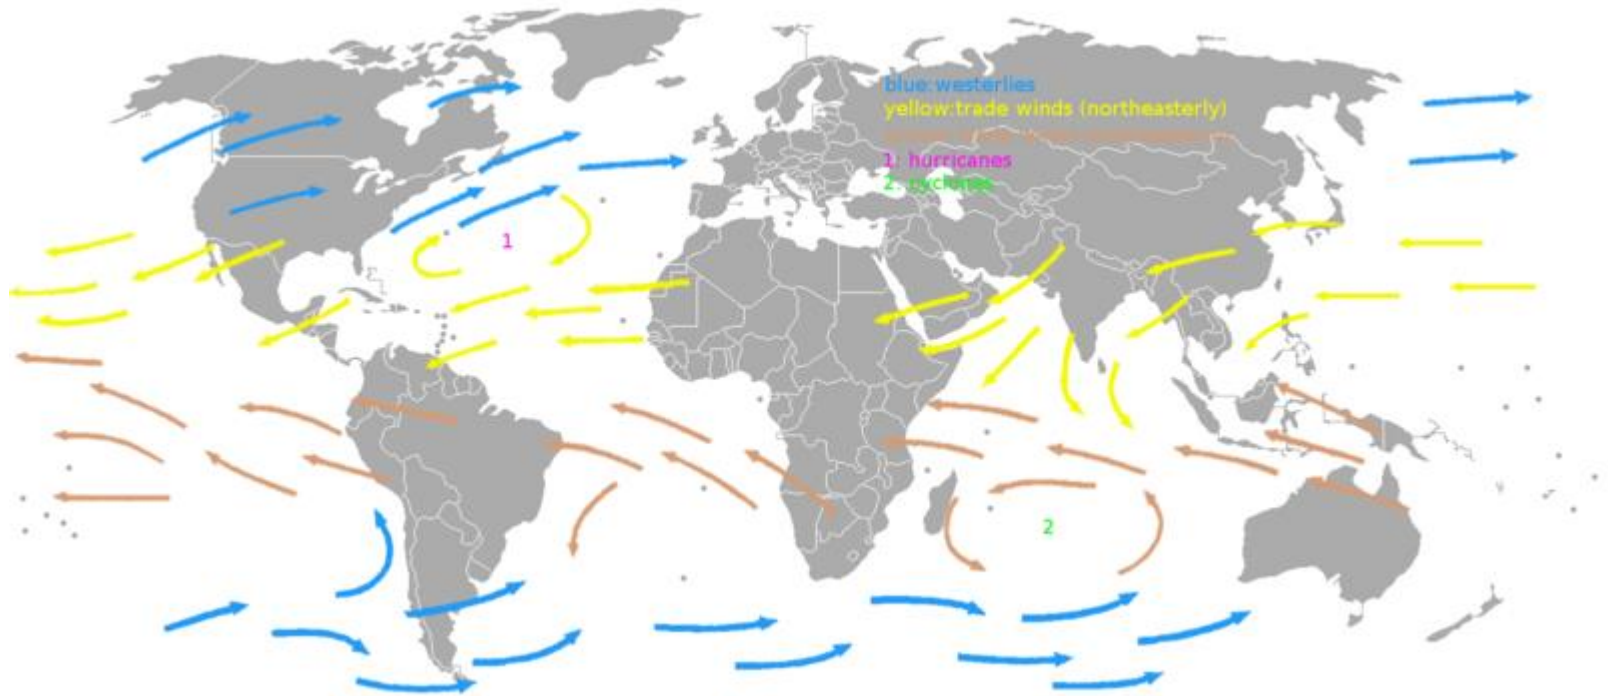 blue:westerlies
yellow:trade winds (northeasterly)
1: hurricanes
2: cyclones
1
2